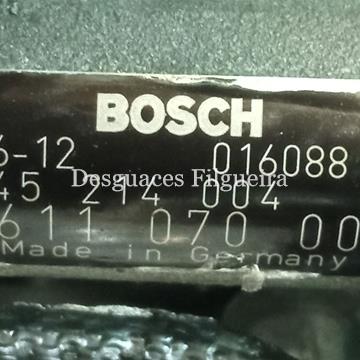 BOSCH
6-12 016088
45 214 004
Desguaces Filgueira
611 070 00
Made in Germany